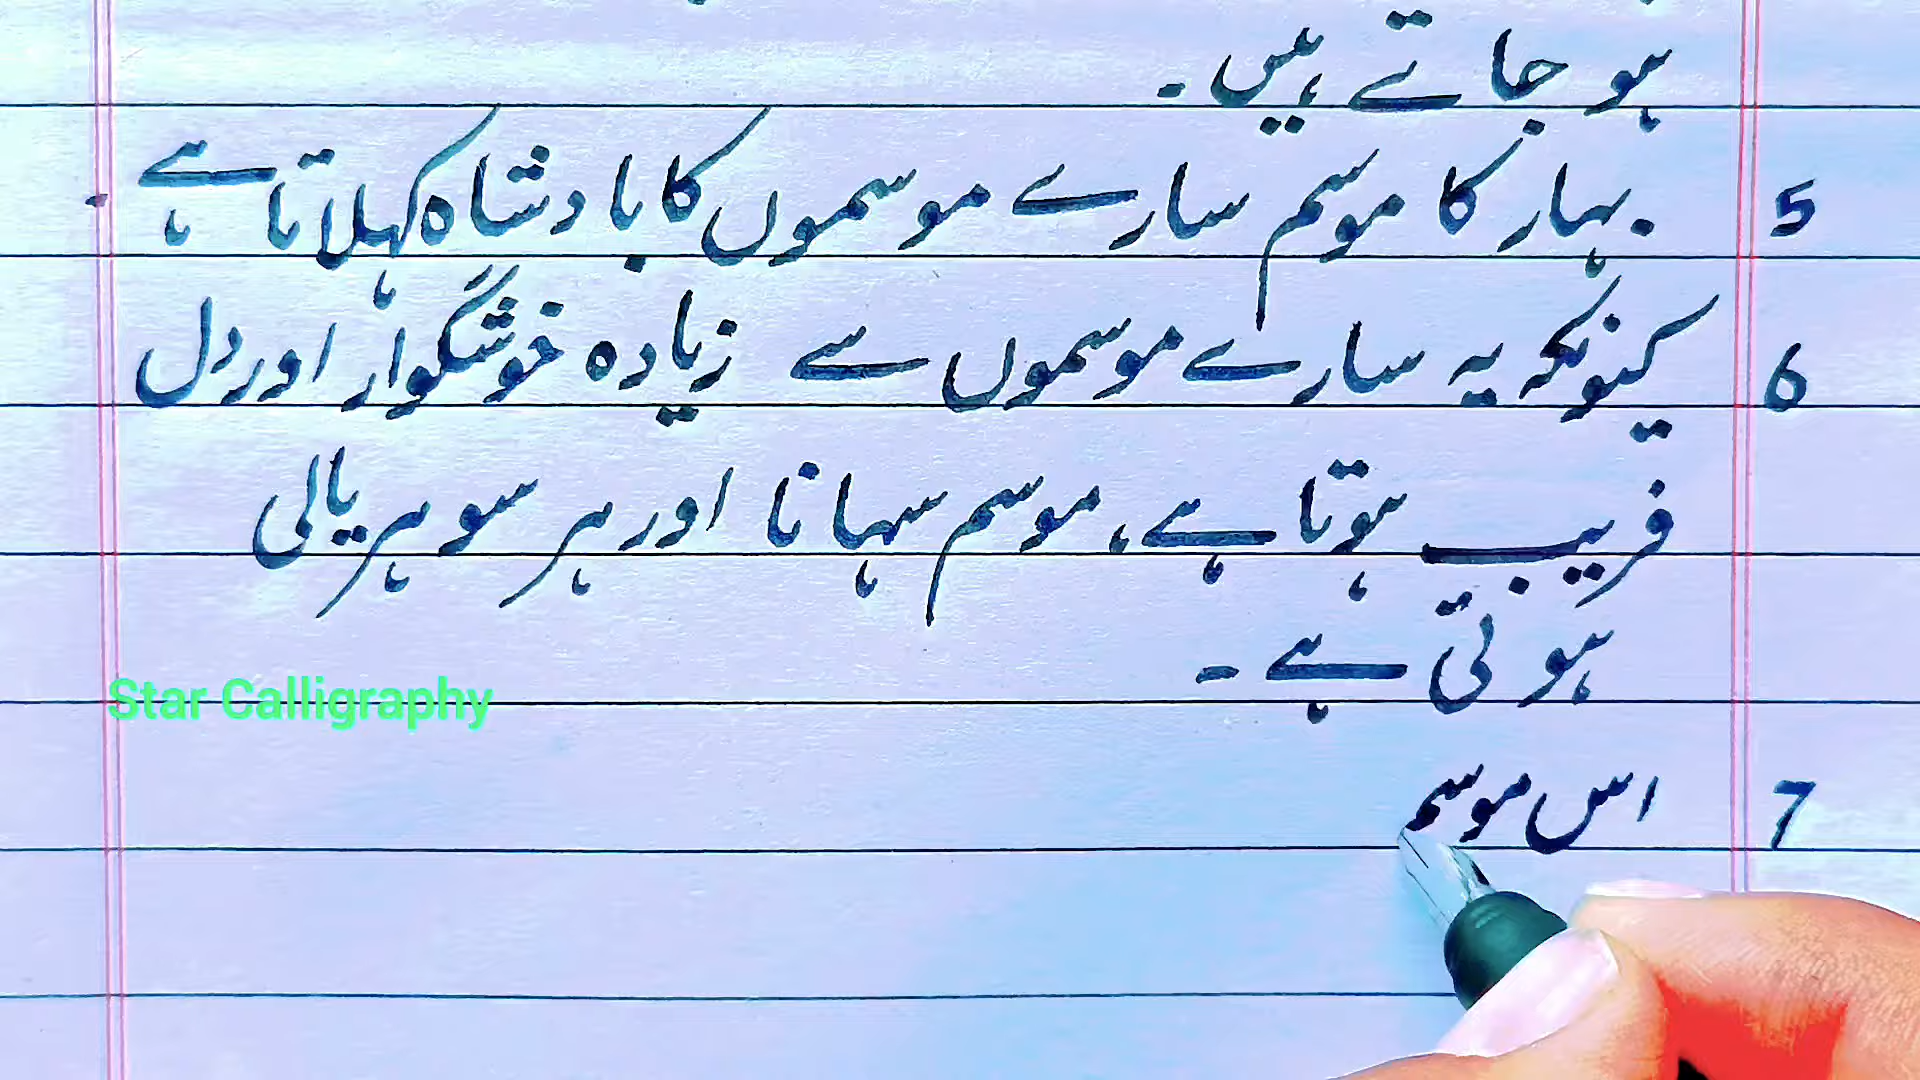 ہو جاتے ہیں۔
5 بہار کا موسم سارے موسموں کا بادشاہ کہلاتا ہے۔
6 کیونکہ یہ سارے موسموں سے زیادہ خوشگوار اور دل
فریب ہوتا ہے، موسم سہانا اور ہر سو ہریالی
ہوتی ہے۔
Star Calligraphy
7 اس موسم